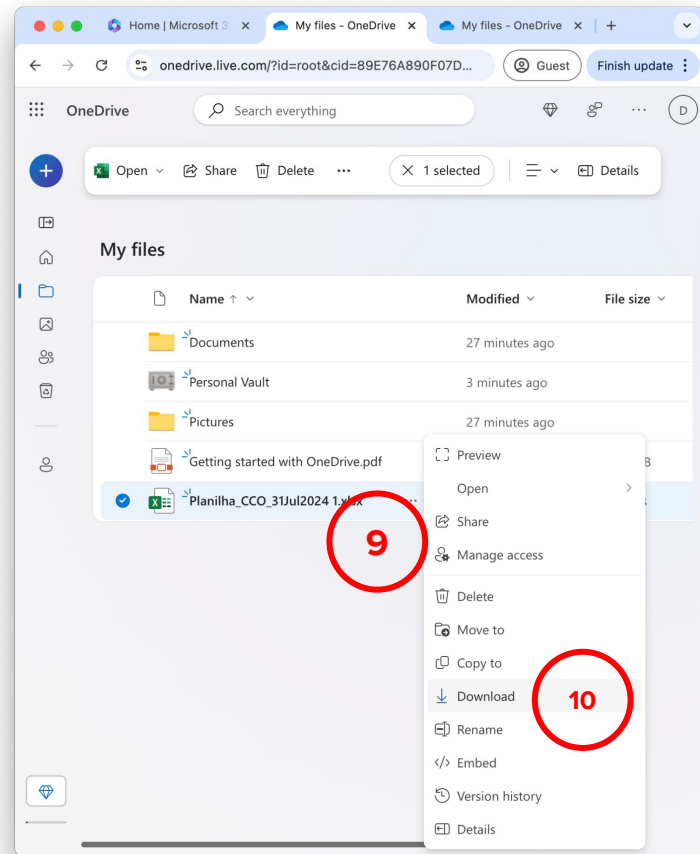 Home | Microsoft 3
My files - OneDrive
My files - OneDrive
onedrive.live.com/?id=root&cid=89E76A890F07D...
Guest
Finish update
OneDrive
Search everything
D
Open
Share
Delete
1 selected
Details
My files
Name
Modified
File size
Documents
27 minutes ago
Personal Vault
3 minutes ago
Pictures
27 minutes ago
Getting started with OneDrive.pdf
B
Planilha_CCO_31Jul2024 1.xlsx
9
Preview
Open
Share
Manage access
Delete
Move to
Copy to
Download
10
Rename
Embed
Version history
Details